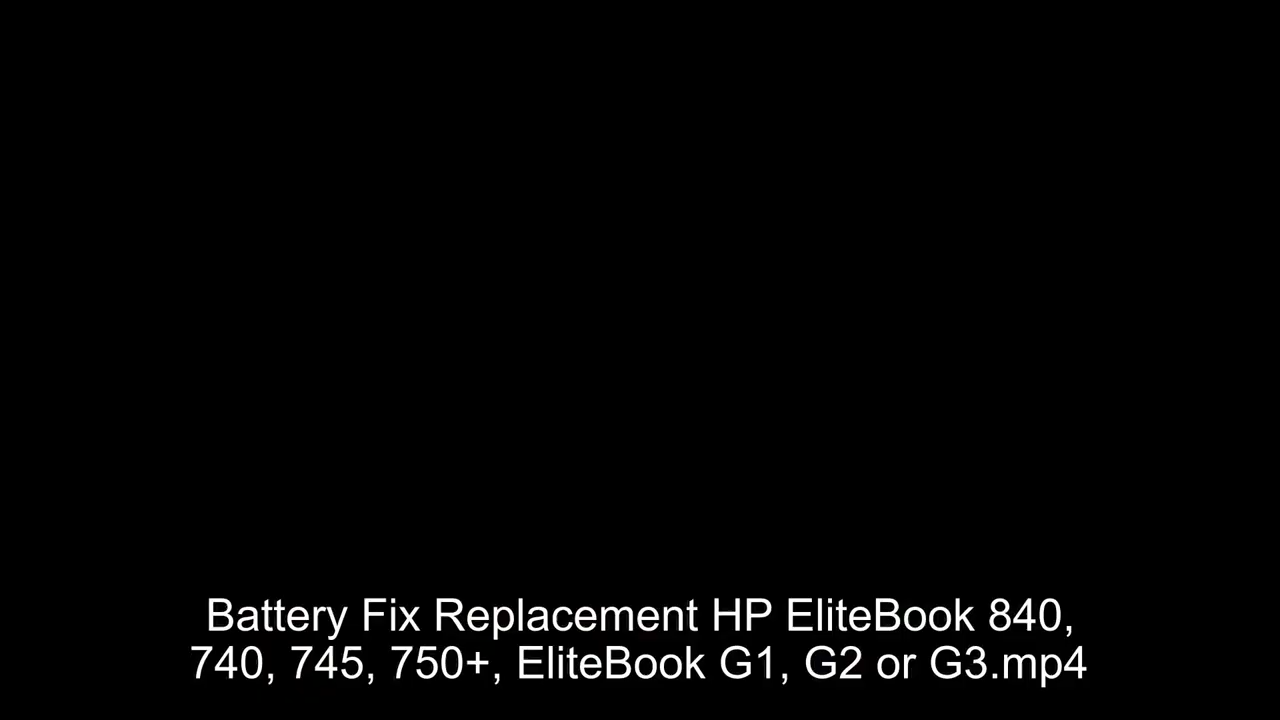 Battery Fix Replacement HP EliteBook 840,
740, 745, 750+, EliteBook G1, G2 or G3.mp4